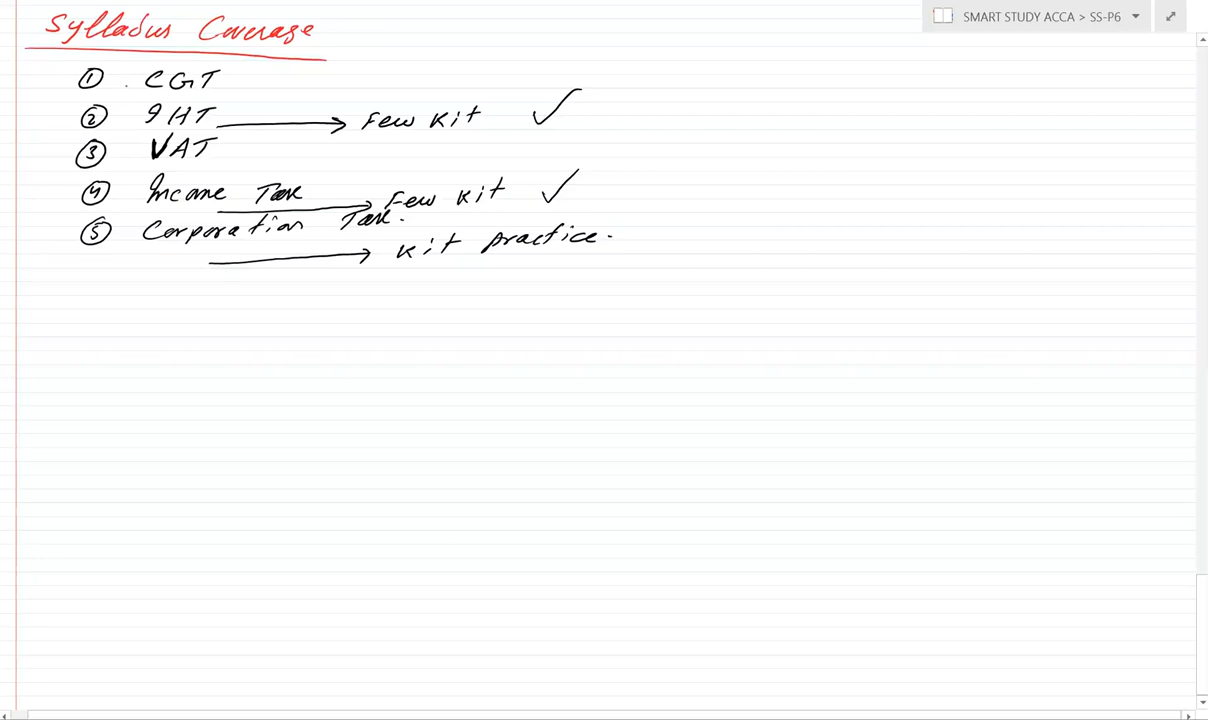 SMART STUDY ACCA > SS-P6
Syllabus Coverage
① CGT
② IHT → Few Kit ✓
③ VAT
④ Income Tax → Few Kit ✓
⑤ Corporation Tax.
→ Kit practice.